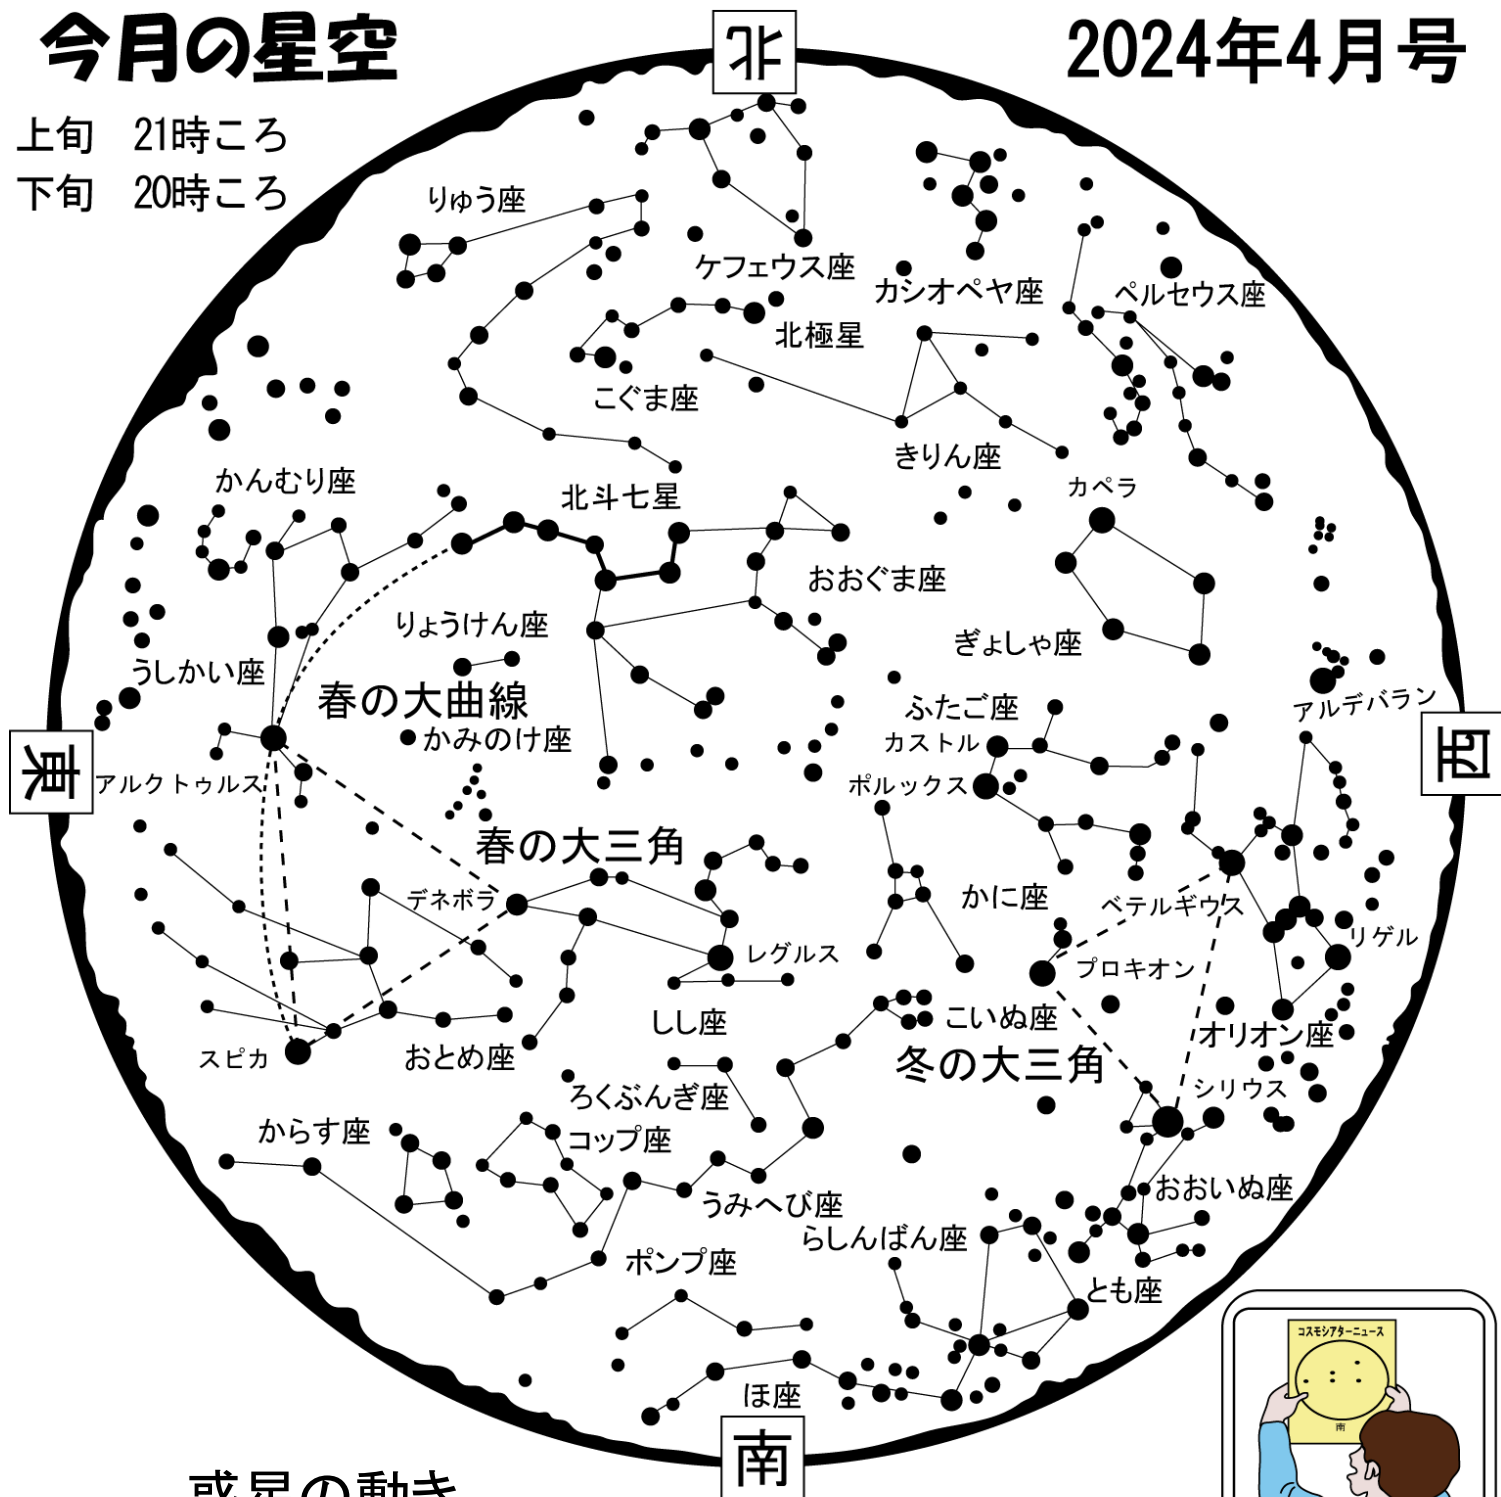 今月の星空
2024年4月号
上旬　21時ころ
下旬　20時ころ
北
りゅう座
ケフェウス座
カシオペヤ座
ペルセウス座
北極星
こぐま座
きりん座
かんむり座
北斗七星
カペラ
おおぐま座
りょうけん座
ぎょしゃ座
うしかい座
春の大曲線
ふたご座
アルデバラン
かみのけ座
カストル
東
西
アルクトゥルス
ポルックス
春の大三角
デネボラ
かに座
ベテルギウス
レグルス
プロキオン
リゲル
しし座
こいぬ座
オリオン座
スピカ
おとめ座
冬の大三角
シリウス
ろくぶんぎ座
からす座
コップ座
うみへび座
おおいぬ座
らしんばん座
ポンプ座
とも座
ほ座
コスモシアターニュース
南
南
惑星の動き